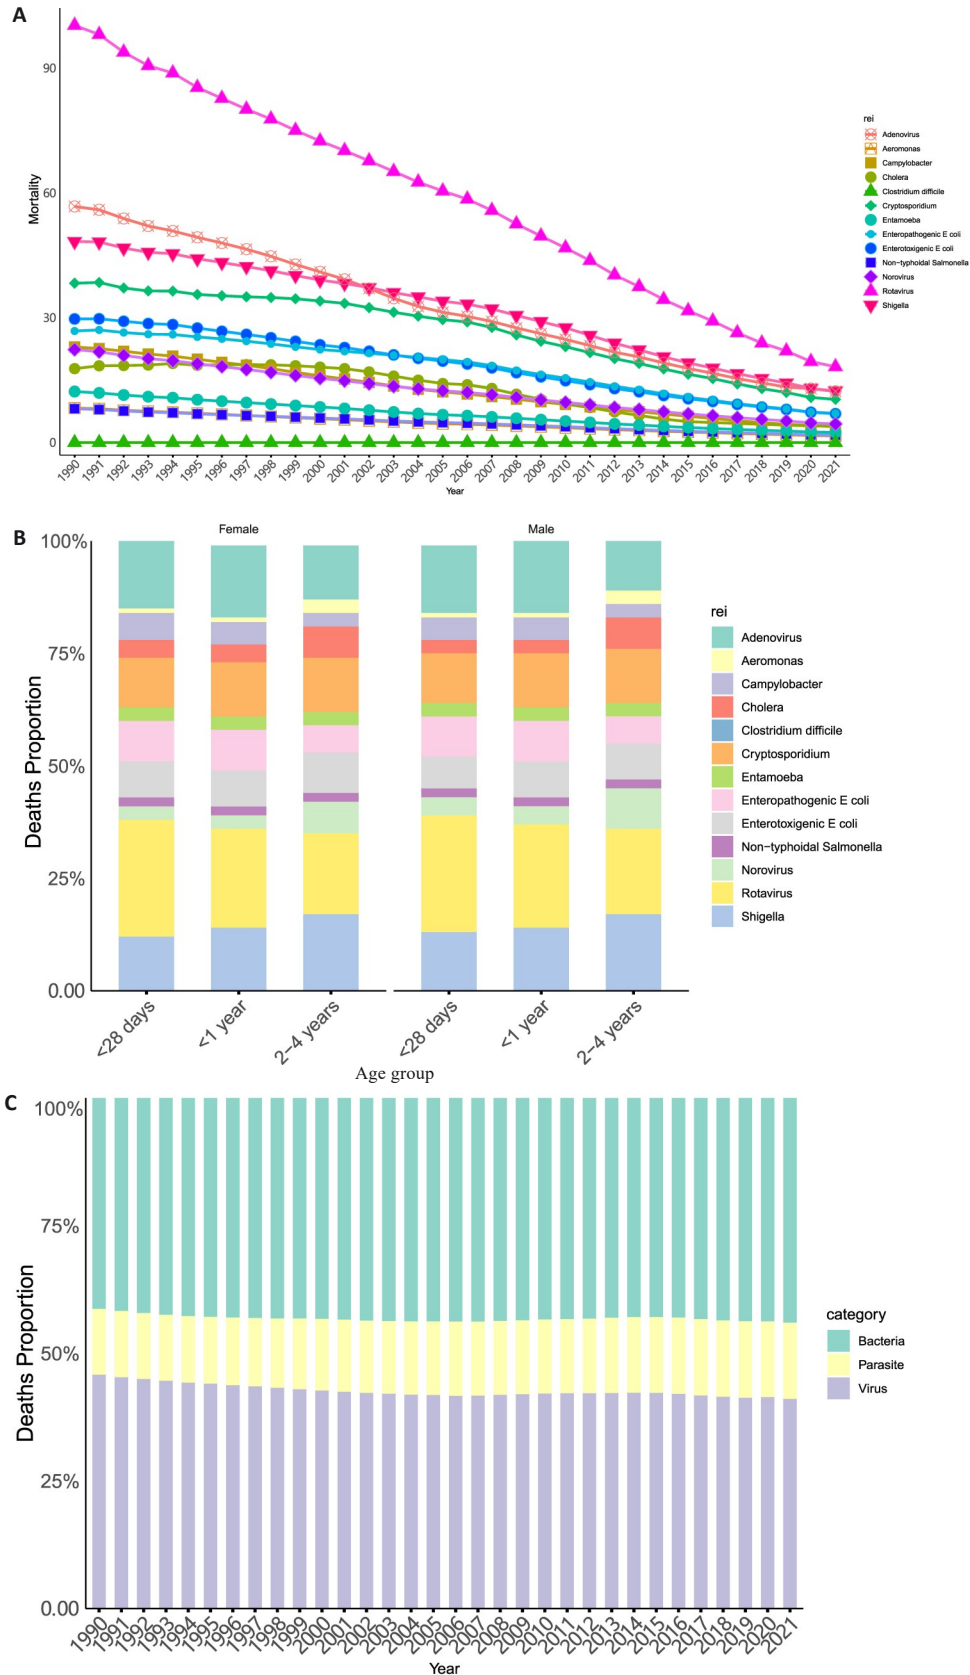 A
90
60
30
0
Mortality
1990 1991 1992 1993 1994 1995 1996 1997 1998 1999 2000 2001 2002 2003 2004 2005 2006 2007 2008 2009 2010 2011 2012 2013 2014 2015 2016 2017 2018 2019 2020 2021
Year
rei
Adenovirus
Aeromonas
Campylobacter
Cholera
Clostridium difficile
Cryptosporidium
Entamoeba
Enteropathogenic E coli
Enterotoxigenic E coli
Non-typhoidal Salmonella
Norovirus
Rotavirus
Shigella
B
Female Male
100%
75%
50%
25%
0.00
Deaths Proportion
<28 days <1 year 2−4 years <28 days <1 year 2−4 years
Age group
rei
Adenovirus
Aeromonas
Campylobacter
Cholera
Clostridium difficile
Cryptosporidium
Entamoeba
Enteropathogenic E coli
Enterotoxigenic E coli
Non−typhoidal Salmonella
Norovirus
Rotavirus
Shigella
C
100%
75%
50%
25%
0.00
Deaths Proportion
1990 1991 1992 1993 1994 1995 1996 1997 1998 1999 2000 2001 2002 2003 2004 2005 2006 2007 2008 2009 2010 2011 2012 2013 2014 2015 2016 2017 2018 2019 2020 2021
Year
category
Bacteria
Parasite
Virus